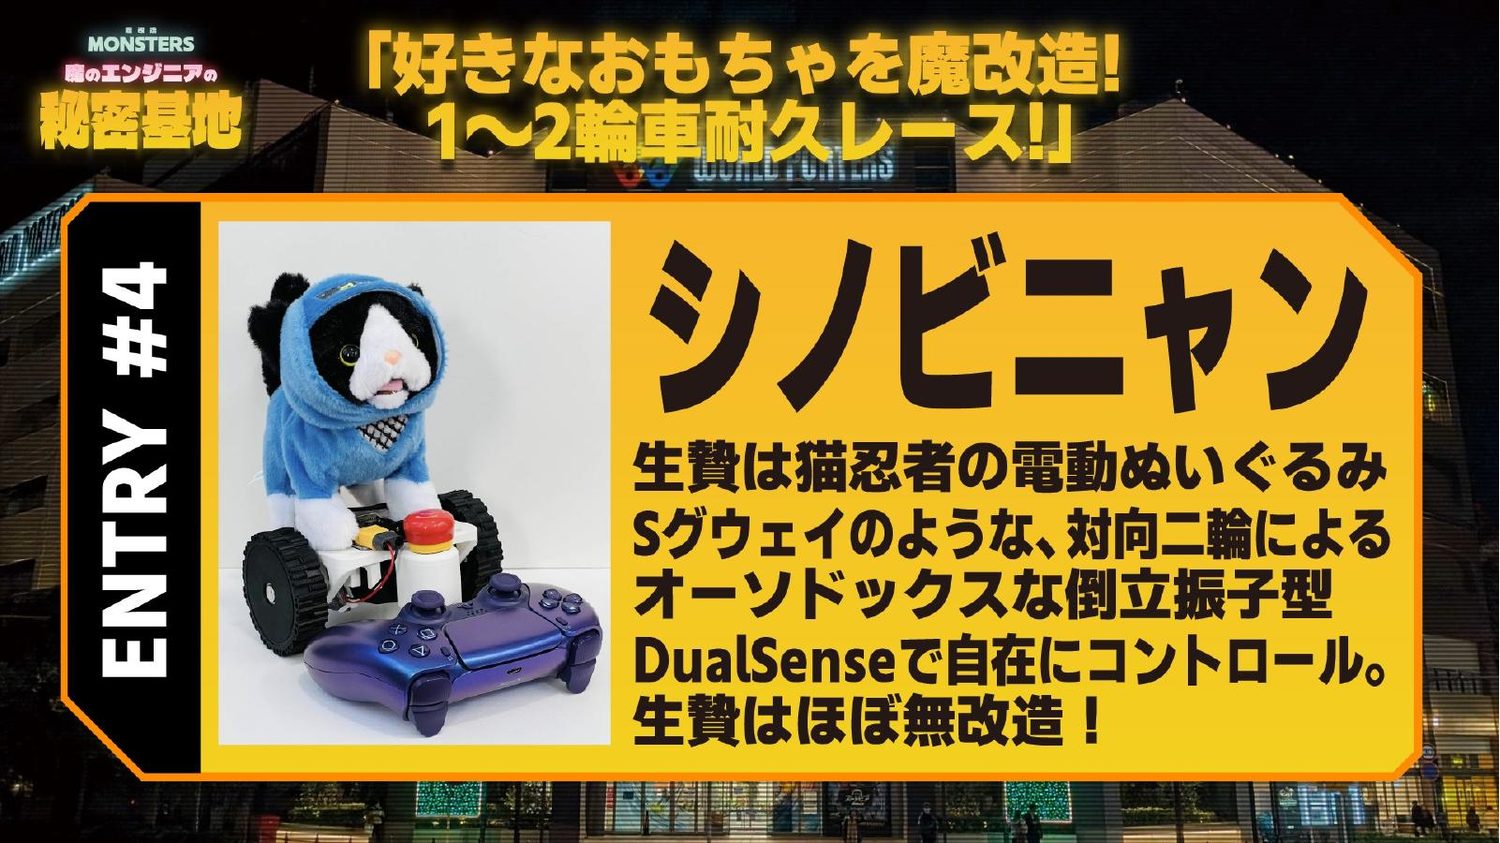 魔改造
MONSTERS
魔のエンジニアの
秘密基地
「好きなおもちゃを魔改造!
1〜2輪車耐久レース!」
WORLD PORTERS
ENTRY #4
シノビニャン
生贄は猫忍者の電動ぬいぐるみ
Sグウェイのような、対向二輪による
オーソドックスな倒立振子型
DualSenseで自在にコントロール。
生贄はほぼ無改造！